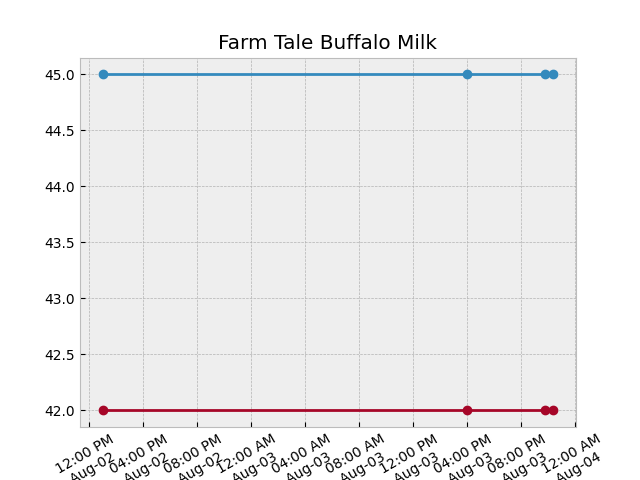 Farm Tale Buffalo Milk
45.0
44.5
44.0
43.5
43.0
42.5
42.0
12:00 PM
Aug-02
04:00 PM
Aug-02
08:00 PM
Aug-02
12:00 AM
Aug-03
04:00 AM
Aug-03
08:00 AM
Aug-03
12:00 PM
Aug-03
04:00 PM
Aug-03
08:00 PM
Aug-03
12:00 AM
Aug-04